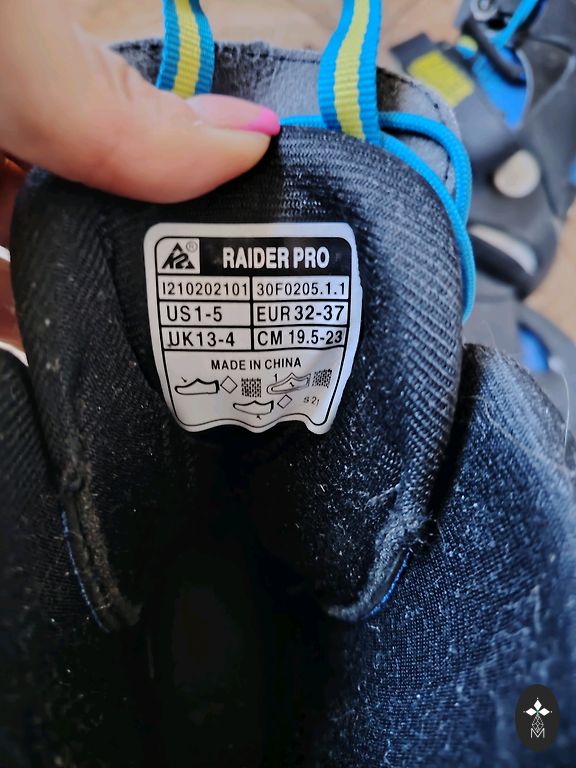 K2® RAIDER PRO
I210202101 30F0205.1.1
US1-5 EUR 32-37
UK13-4 CM 19.5-23
MADE IN CHINA
S21
M